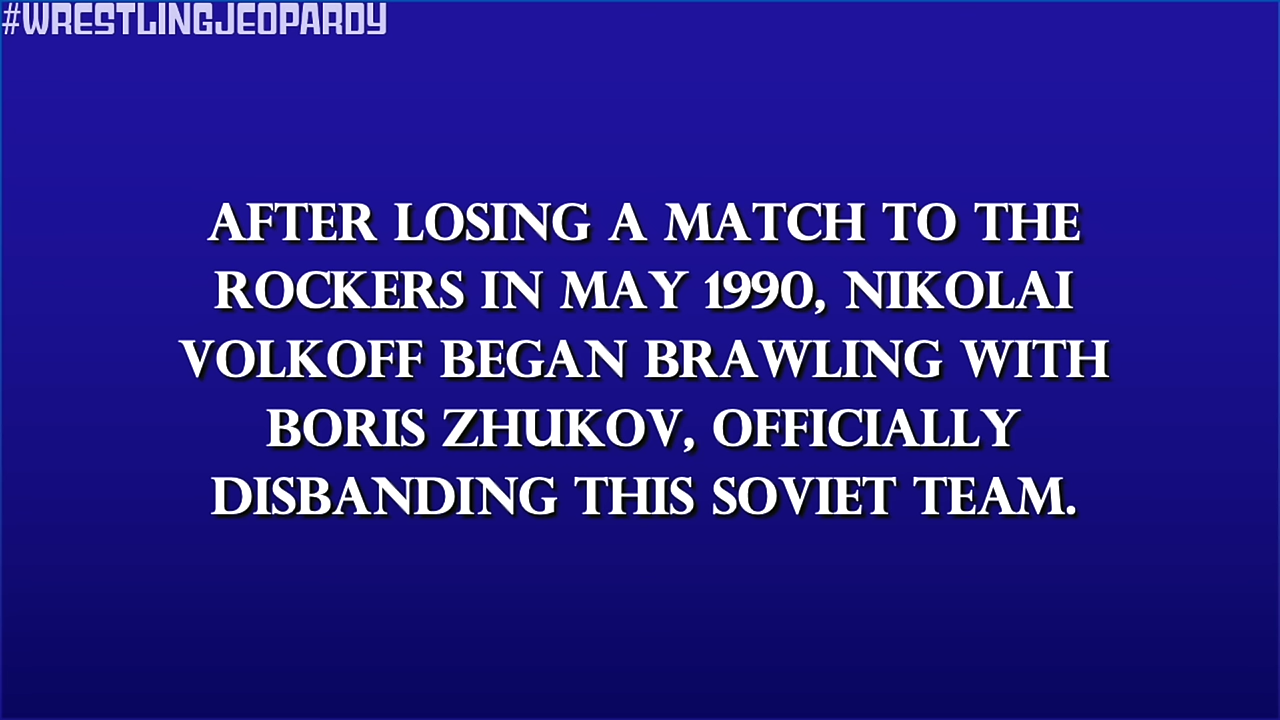 #WRESTLINGJEOPARDY
AFTER LOSING A MATCH TO THE
ROCKERS IN MAY 1990, NIKOLAI
VOLKOFF BEGAN BRAWLING WITH
BORIS ZHUKOV, OFFICIALLY
DISBANDING THIS SOVIET TEAM.